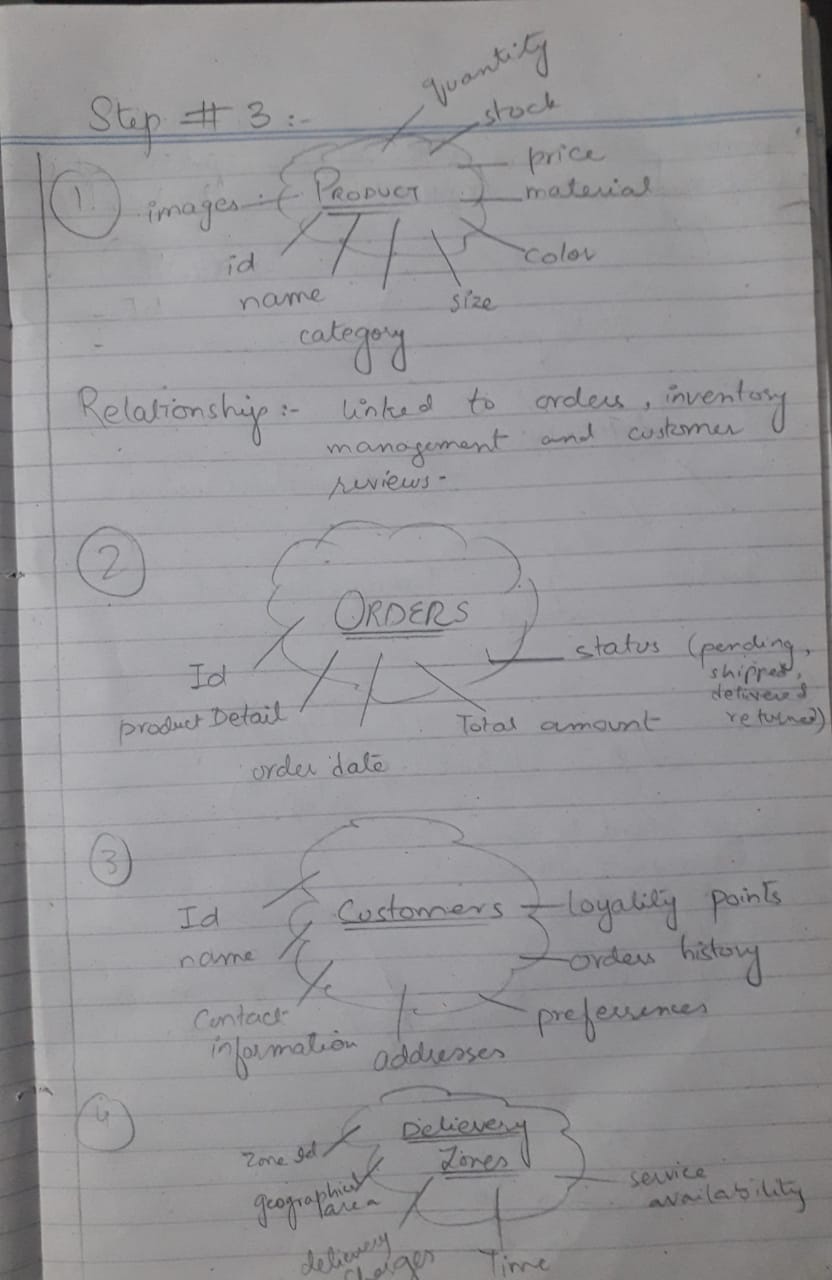 Step # 3 :-
quantity
stock
1
images
PRODUCT
price
material
id
color
name
size
category
Relationship :- linked to orders, inventory
management and customer
reviews-
2
ORDERS
Id
status (pending,
shipped,
delivered
returned)
product Detail
Total amount
order date
3
Id
Customers
loyality points
name
orders history
Contact
information
addresses
preferences
4
Delievery
Zones
Zone Id
geographical
area
service
availability
delievery
Charges
Time